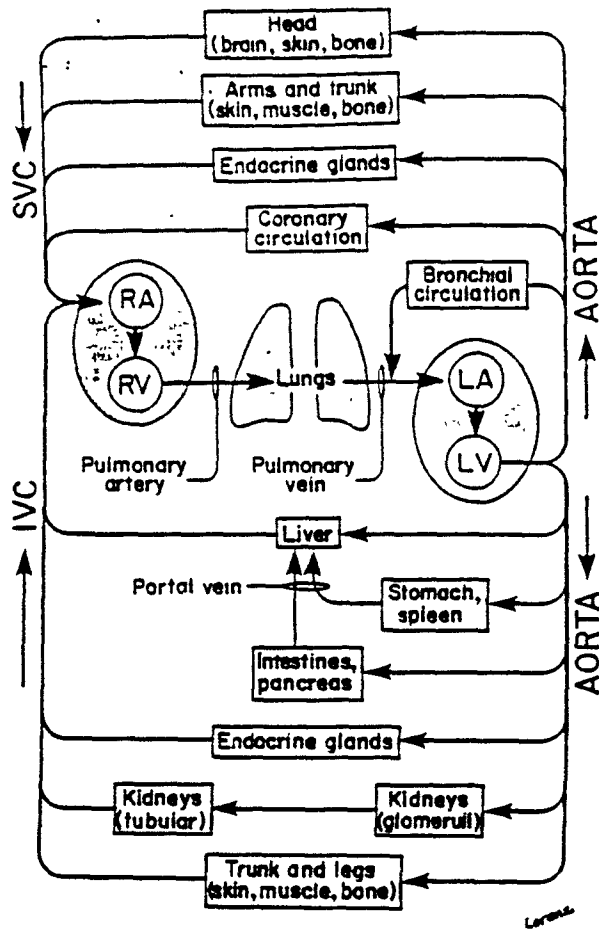 Head
(brain, skin, bone)
Arms and trunk
(skin, muscle, bone)
Endocrine glands
Coronary
circulation
SVC
AORTA
Bronchial
circulation
RA
RV
Lungs
LA
LV
Pulmonary
artery
Pulmonary
vein
IVC
Liver
Portal vein
Stomach,
spleen
AORTA
Intestines,
pancreas
Endocrine glands
Kidneys
(tubular)
Kidneys
(glomeruli)
Trunk and legs
(skin, muscle, bone)